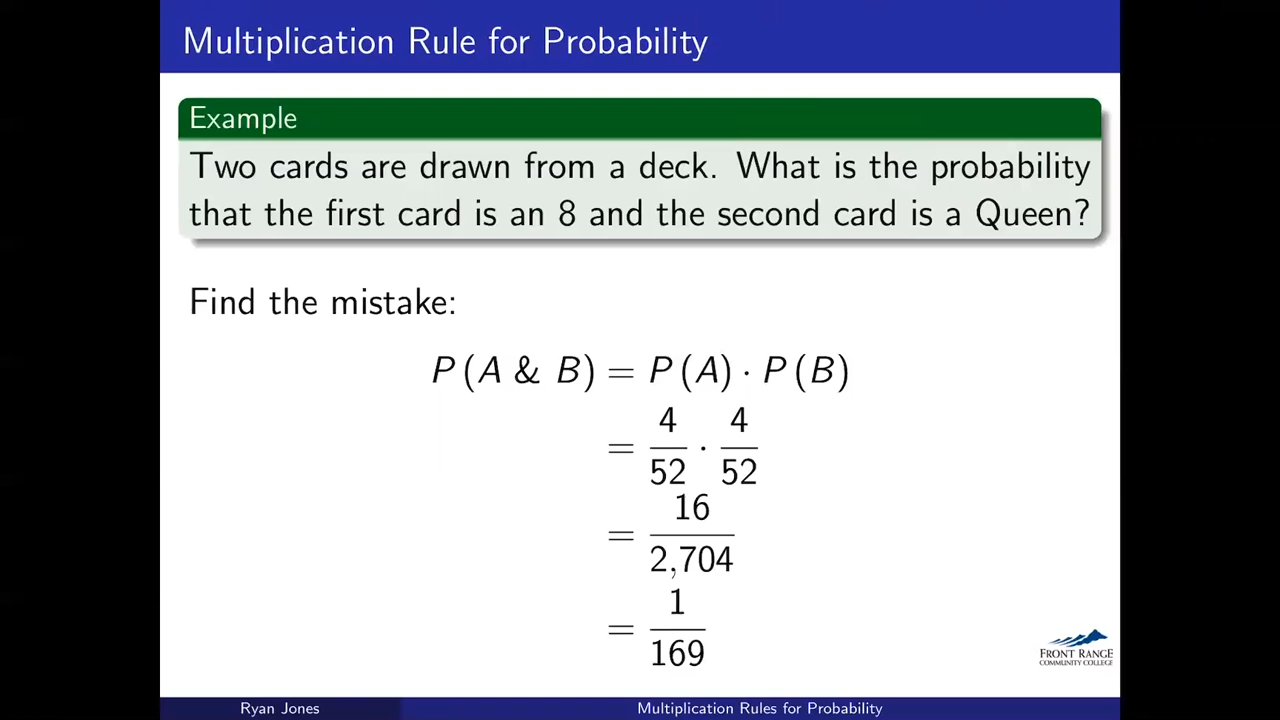 Multiplication Rule for Probability
Example
Two cards are drawn from a deck. What is the probability
that the first card is an 8 and the second card is a Queen?
Find the mistake:
P(A & B) = P(A) · P(B)
= 4/52 · 4/52
= 16/2,704
= 1/169
FRONT RANGE
COMMUNITY COLLEGE
Ryan Jones
Multiplication Rules for Probability